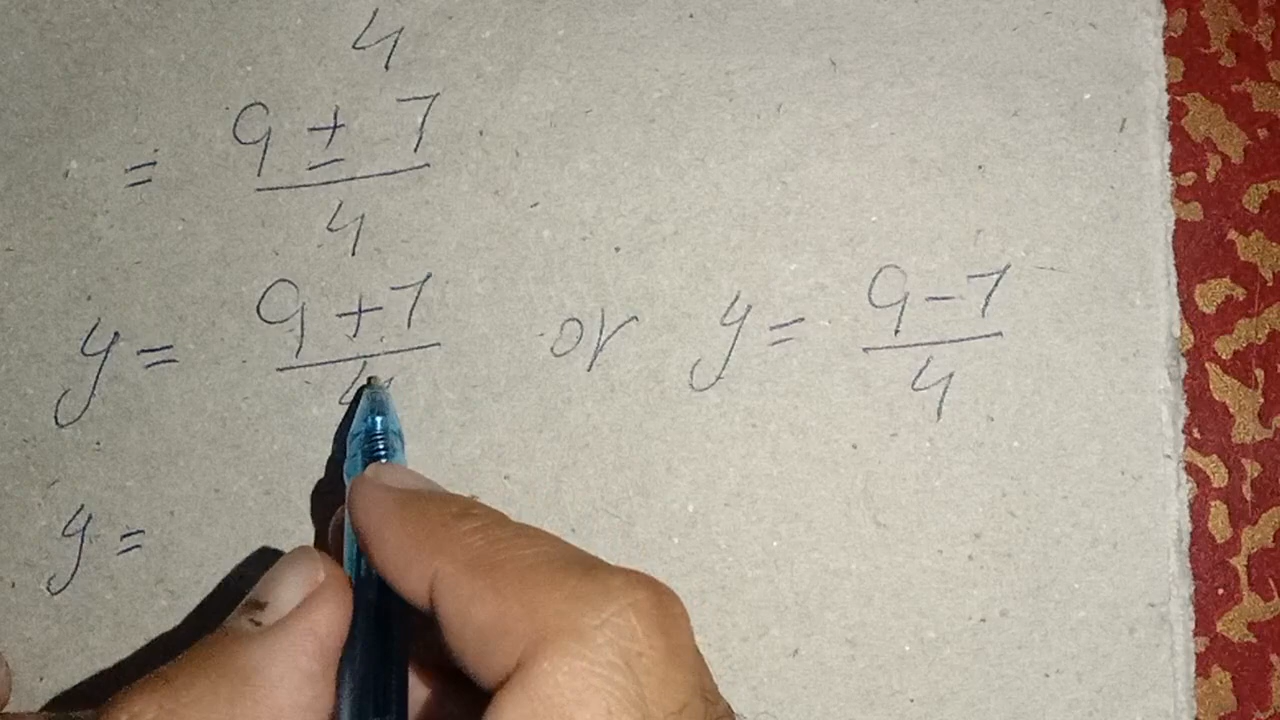 4
= 9 ± 7 / 4
y = 9 + 7 / 4 or y = 9 - 7 / 4
y =